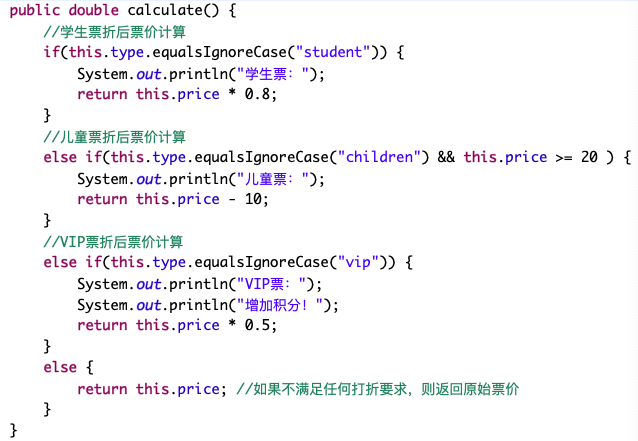 public double calculate() {
    //学生票折后票价计算
    if(this.type.equalsIgnoreCase("student")) {
        System.out.println("学生票：");
        return this.price * 0.8;
    }
    //儿童票折后票价计算
    else if(this.type.equalsIgnoreCase("children") && this.price >= 20 ) {
        System.out.println("儿童票：");
        return this.price - 10;
    }
    //VIP票折后票价计算
    else if(this.type.equalsIgnoreCase("vip")) {
        System.out.println("VIP票：");
        System.out.println("增加积分！");
        return this.price * 0.5;
    }
    else {
        return this.price; //如果不满足任何打折要求，则返回原始票价
    }
}